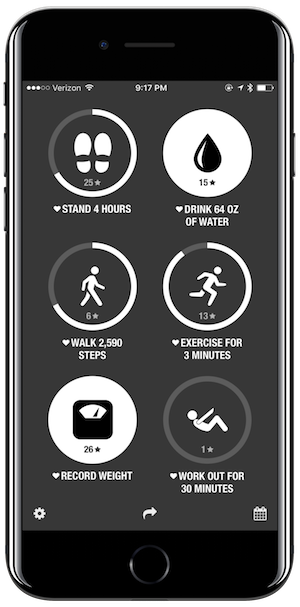 Verizon 9:17 PM
25★ 15★
♥ STAND 4 HOURS
♥ DRINK 64 OZ
OF WATER
6★ 13★
♥ WALK 2,590
STEPS
♥ EXERCISE FOR
3 MINUTES
26★ 1★
♥ RECORD WEIGHT
♥ WORK OUT FOR
30 MINUTES